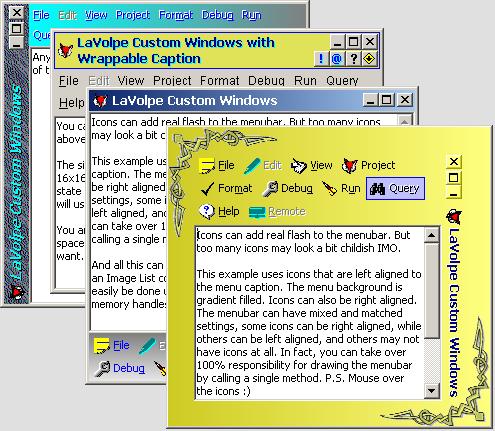 File Edit View Project Format Debug Run
LaVolpe Custom Windows
LaVolpe Custom Windows with
Wrappable Caption
! @ ?
File Edit View Project Format Debug Run Query
Help
You ca
above
The si
16x16
state
will us
You ar
space
want.
LaVolpe Custom Windows
Icons can add real flash to the menubar. But too many icons
may look a bit c
This example use
caption. The me
be right aligned
settings, some i
left aligned, and
can take over 1
calling a single r
And all this can
an Image List co
easily be done u
memory handles
File
Debug
File Edit View Project
Format Debug Run Query
Help Remote
Icons can add real flash to the menubar. But
too many icons may look a bit childish IMO.
This example uses icons that are left aligned to
the menu caption. The menu background is
gradient filled. Icons can also be right aligned.
The menubar can have mixed and matched
settings, some icons can be right aligned, while
others can be left aligned, and others may not
have icons at all. In fact, you can take over
100% responsibility for drawing the menubar
by calling a single method. P.S. Mouse over
the icons :)
LaVolpe Custom Windows